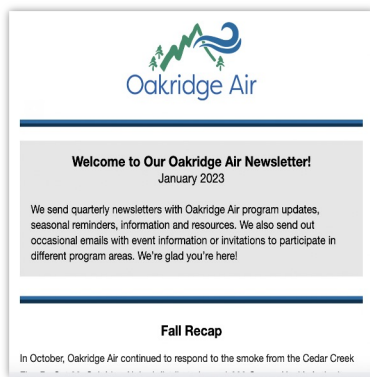 Oakridge Air
Welcome to Our Oakridge Air Newsletter!
January 2023
We send quarterly newsletters with Oakridge Air program updates,
seasonal reminders, information and resources. We also send out
occasional emails with event information or invitations to participate in
different program areas. We're glad you're here!
Fall Recap
In October, Oakridge Air continued to respond to the smoke from the Cedar Creek